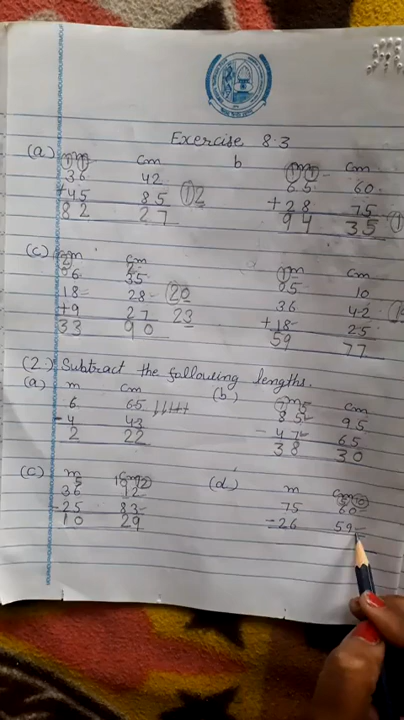 Exercise 8.3
(a) m cm b m cm
36 42 65 60
+45 85 12 +28 75
82 27 94 35
(c) m cm m cm
35 10
18 28 20 36 42
+9 27 23 +18 25
33 90 59 77
(2.) Subtract the following lengths.
(a) m cm (b) m cm
6 65 85 95
-4 43 -47 65
2 22 38 30
(c) m cm (d) m cm
36 12 75 60
-25 83 -26 59
10 29